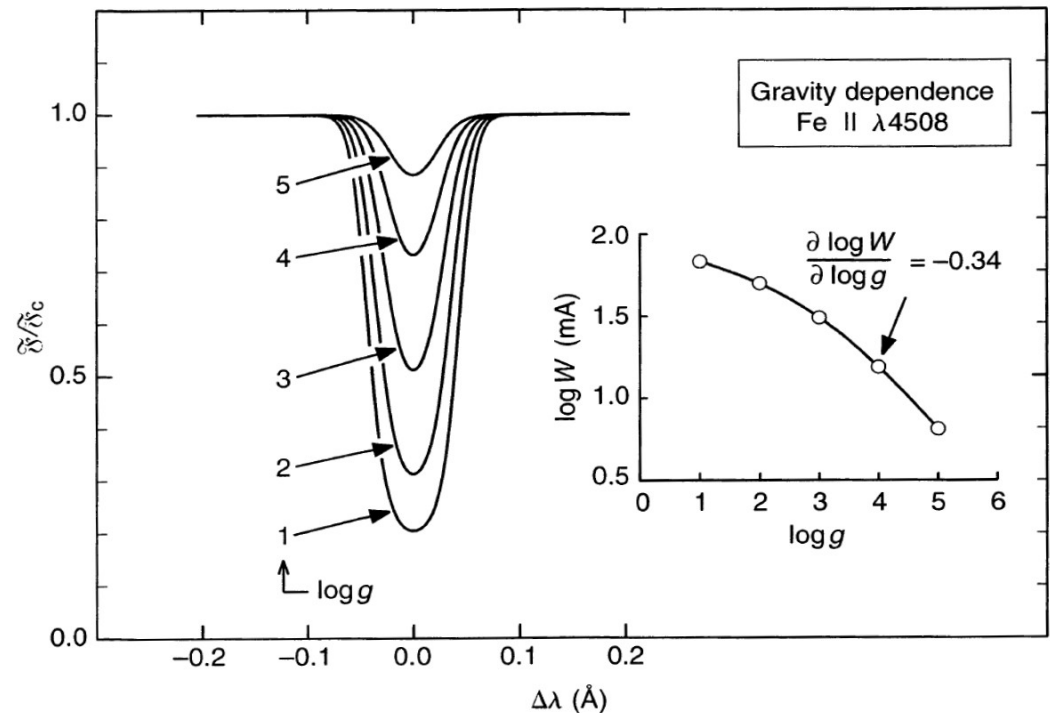 Gravity dependence
Fe II λ4508
1.0
0.5
0.0
𝔉/𝔉c
5
4
3
2
1
log g
−0.2
−0.1
0.0
0.1
0.2
Δλ (Å)
2.0
1.5
1.0
0.5
log W (mA)
∂ log W
∂ log g
= −0.34
0
1
2
3
4
5
6
log g